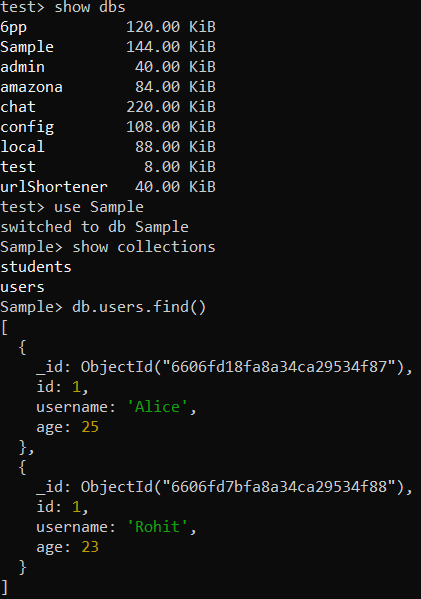 test> show dbs
6pp           120.00 KiB
Sample        144.00 KiB
admin          40.00 KiB
amazona        84.00 KiB
chat          220.00 KiB
config        108.00 KiB
local          88.00 KiB
test            8.00 KiB
urlShortener   40.00 KiB
test> use Sample
switched to db Sample
Sample> show collections
students
users
Sample> db.users.find()
[
  {
    _id: ObjectId("6606fd18fa8a34ca29534f87"),
    id: 1,
    username: 'Alice',
    age: 25
  },
  {
    _id: ObjectId("6606fd7bfa8a34ca29534f88"),
    id: 1,
    username: 'Rohit',
    age: 23
  }
]